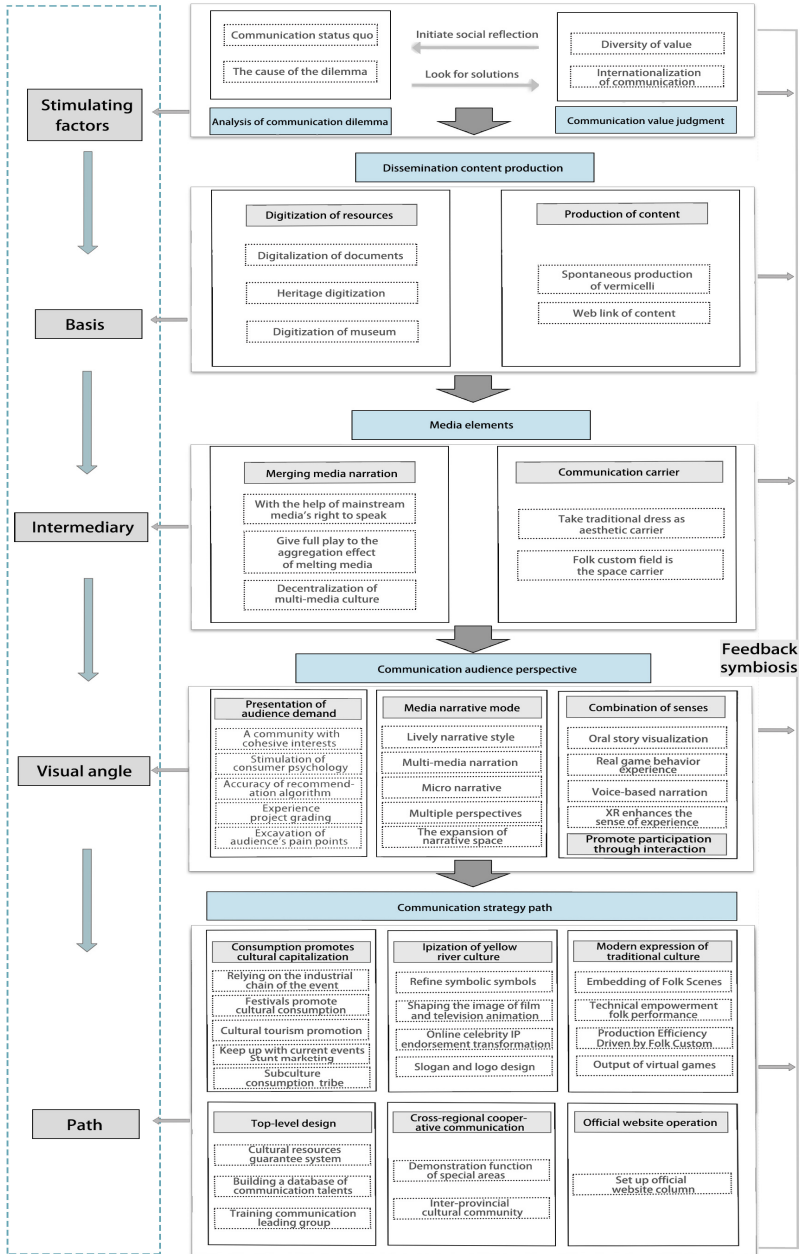 Communication status quo
The cause of the dilemma
Initiate social reflection
Look for solutions
Diversity of value
Internationalization
of communication
Stimulating
factors
Analysis of communication dilemma
Communication value judgment
Dissemination content production
Digitization of resources
Digitalization of documents
Heritage digitization
Digitization of museum
Production of content
Spontaneous production
of vermicelli
Web link of content
Basis
Media elements
Merging media narration
With the help of mainstream
media's right to speak
Give full play to the
aggregation effect
of melting media
Decentralization of
multi-media culture
Communication carrier
Take traditional dress as
aesthetic carrier
Folk custom field is
the space carrier
Intermediary
Feedback
symbiosis
Communication audience perspective
Presentation of
audience demand
A community with
cohesive interests
Stimulation of
consumer psychology
Accuracy of recommend-
ation algorithm
Experience
project grading
Excavation of
audience's pain points
Media narrative mode
Lively narrative style
Multi-media narration
Micro narrative
Multiple perspectives
The expansion of
narrative space
Combination of senses
Oral story visualization
Real game behavior
experience
Voice-based narration
XR enhances the
sense of experience
Promote participation
through interaction
Visual angle
Communication strategy path
Consumption promotes
cultural capitalization
Relying on the industrial
chain of the event
Festivals promote
cultural consumption
Cultural tourism promotion
Keep up with current events
Stunt marketing
Subculture
consumption tribe
Ipization of yellow
river culture
Refine symbolic symbols
Shaping the image of film
and television animation
Online celebrity IP
endorsement transformation
Slogan and logo design
Modern expression of
traditional culture
Embedding of Folk Scenes
Technical empowerment
folk performance
Production Efficiency
Driven by Folk Custom
Output of virtual games
Path
Top-level design
Cultural resources
guarantee system
Building a database of
communication talents
Training communication
leading group
Cross-regional cooper-
ative communication
Demonstration function
of special areas
Inter-provincial
cultural community
Official website operation
Set up official
website column